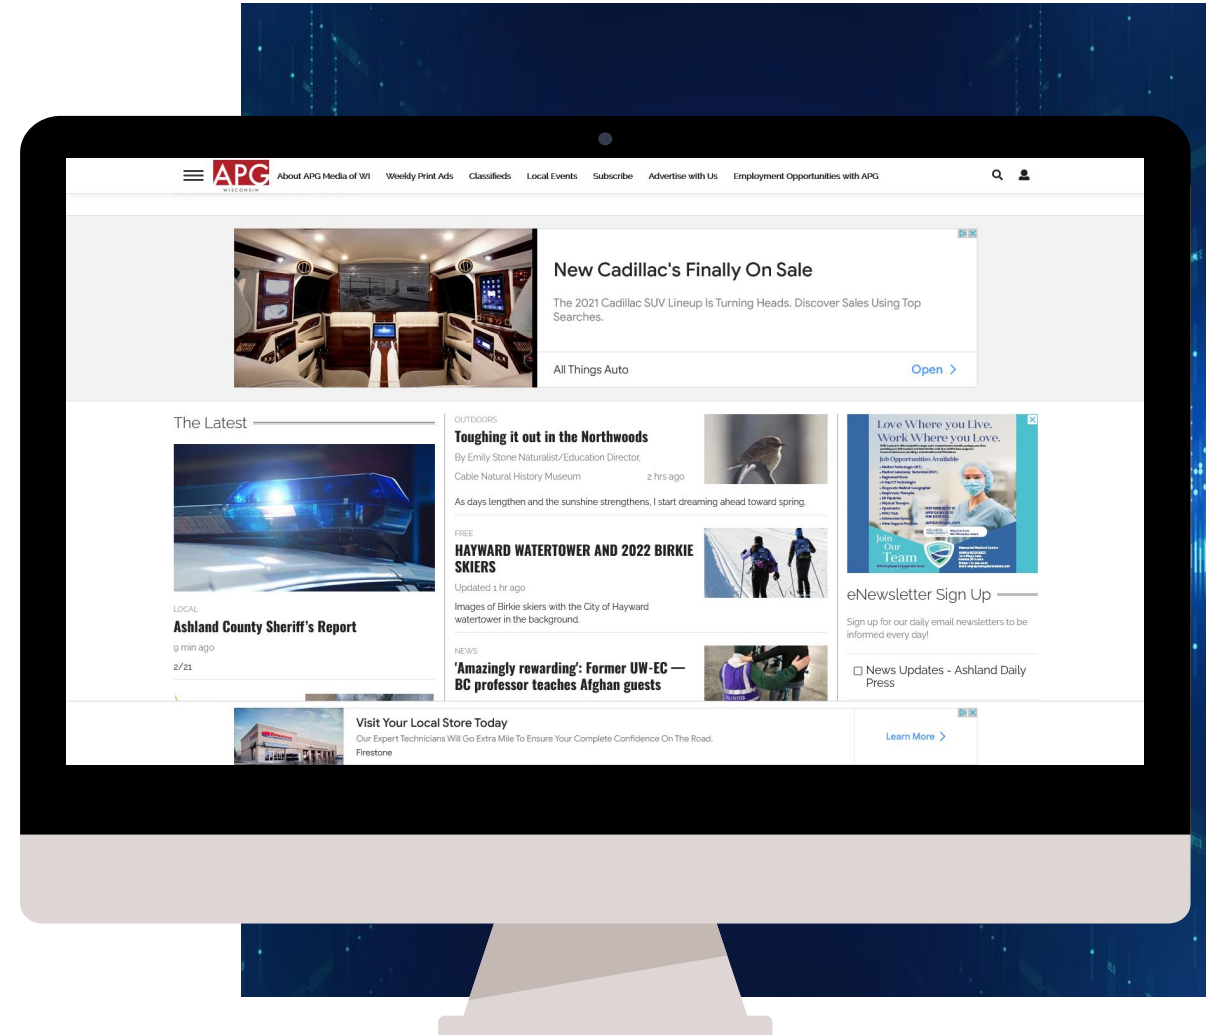 APG
WISCONSIN
About APG Media of WI
Weekly Print Ads
Classifieds
Local Events
Subscribe
Advertise with Us
Employment Opportunities with APG
New Cadillac's Finally On Sale
The 2021 Cadillac SUV Lineup Is Turning Heads. Discover Sales Using Top
Searches.
All Things Auto
Open
The Latest
LOCAL
Ashland County Sheriff's Report
9 min ago
2/21
OUTDOORS
Toughing it out in the Northwoods
By Emily Stone Naturalist/Education Director,
Cable Natural History Museum
2 hrs ago
As days lengthen and the sunshine strengthens, I start dreaming ahead toward spring.
FREE
HAYWARD WATERTOWER AND 2022 BIRKIE
SKIERS
Updated 1 hr ago
Images of Birkie skiers with the City of Hayward
watertower in the background.
NEWS
'Amazingly rewarding': Former UW-EC —
BC professor teaches Afghan guests
Love Where you Live.
Work Where you Love.
Job Opportunities Available
Join
Our
Team
Memorial Medical Center
eNewsletter Sign Up
Sign up for our daily email newsletters to be
informed every day!
News Updates - Ashland Daily
Press
Visit Your Local Store Today
Our Expert Technicians Will Go Extra Mile To Ensure Your Complete Confidence On The Road.
Firestone
Learn More